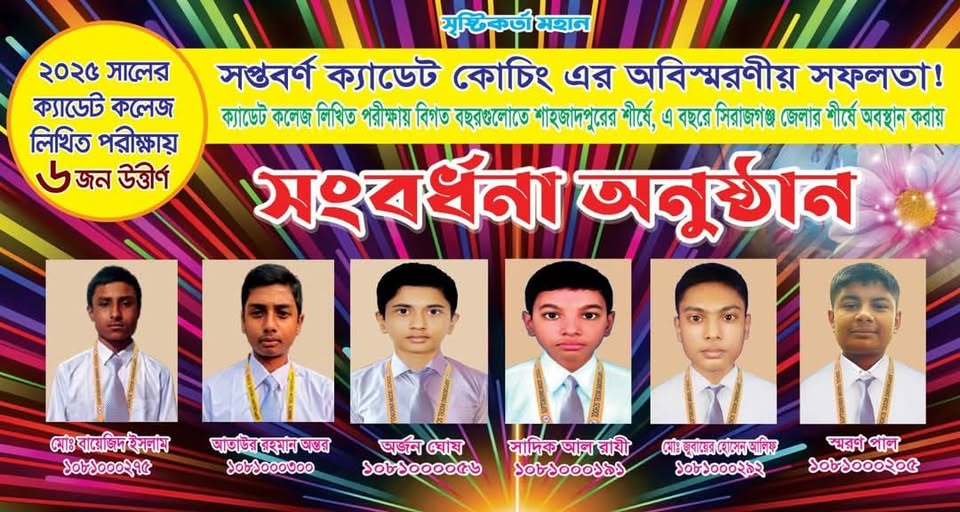 সৃষ্টিকর্তা মহান
২০২৫ সালের
ক্যাডেট কলেজ
লিখিত পরীক্ষায়
৬ জন উত্তীর্ণ
সপ্তবর্ণ ক্যাডেট কোচিং এর অবিস্মরণীয় সফলতা!
ক্যাডেট কলেজ লিখিত পরীক্ষায় বিগত বছরগুলোতে শাহজাদপুরের শীর্ষে, এ বছরে সিরাজগঞ্জ জেলার শীর্ষে অবস্থান করায়
সংবর্ধনা অনুষ্ঠান
মোঃ বায়েজিদ ইসলাম
১০৮১০০০২৭৫
আতাউর রহমান অন্তর
১০৮১০০০৩০০
অর্জন ঘোষ
১০৮১০০০০৫৬
সাদিক আল রাযী
১০৮১০০০১৯১
মোঃ জুবায়ের হোসেন আলিফ
১০৮১০০০২৯২
স্মরণ পাল
১০৮১০০০২০৫